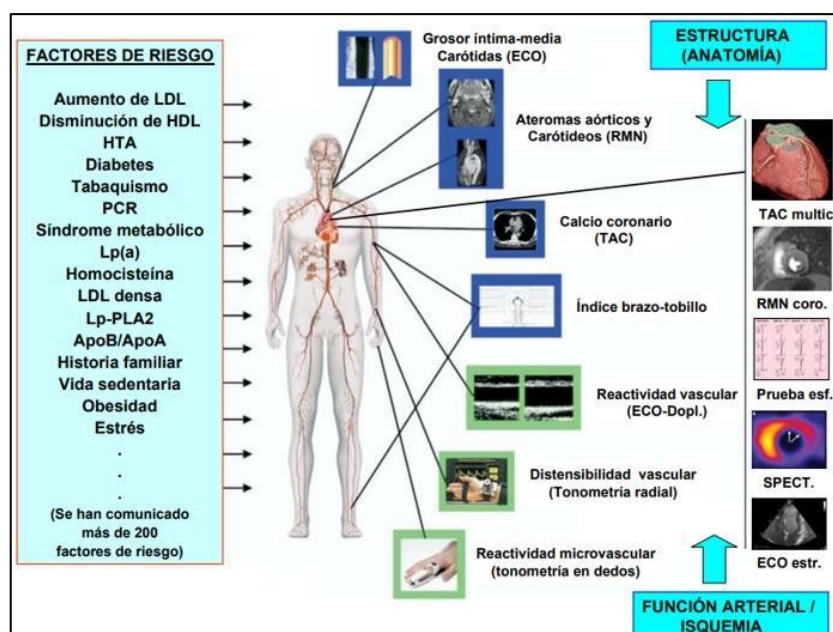 FACTORES DE RIESGO
Aumento de LDL
Disminución de HDL
HTA
Diabetes
Tabaquismo
PCR
Síndrome metabólico
Lp(a)
Homocisteína
LDL densa
Lp-PLA2
ApoB/ApoA
Historia familiar
Vida sedentaria
Obesidad
Estrés
.
.
.
(Se han comunicado
más de 200
factores de riesgo)
Grosor íntima-media
Carótidas (ECO)
Ateromas aórticos y
Carótideos (RMN)
Calcio coronario
(TAC)
Índice brazo-tobillo
Reactividad vascular
(ECO-Dopl.)
Distensibilidad vascular
(Tonometría radial)
Reactividad microvascular
(tonometría en dedos)
ESTRUCTURA
(ANATOMÍA)
TAC multic
RMN coro.
Prueba esf.
SPECT.
ECO estr.
FUNCIÓN ARTERIAL /
ISQUEMIA